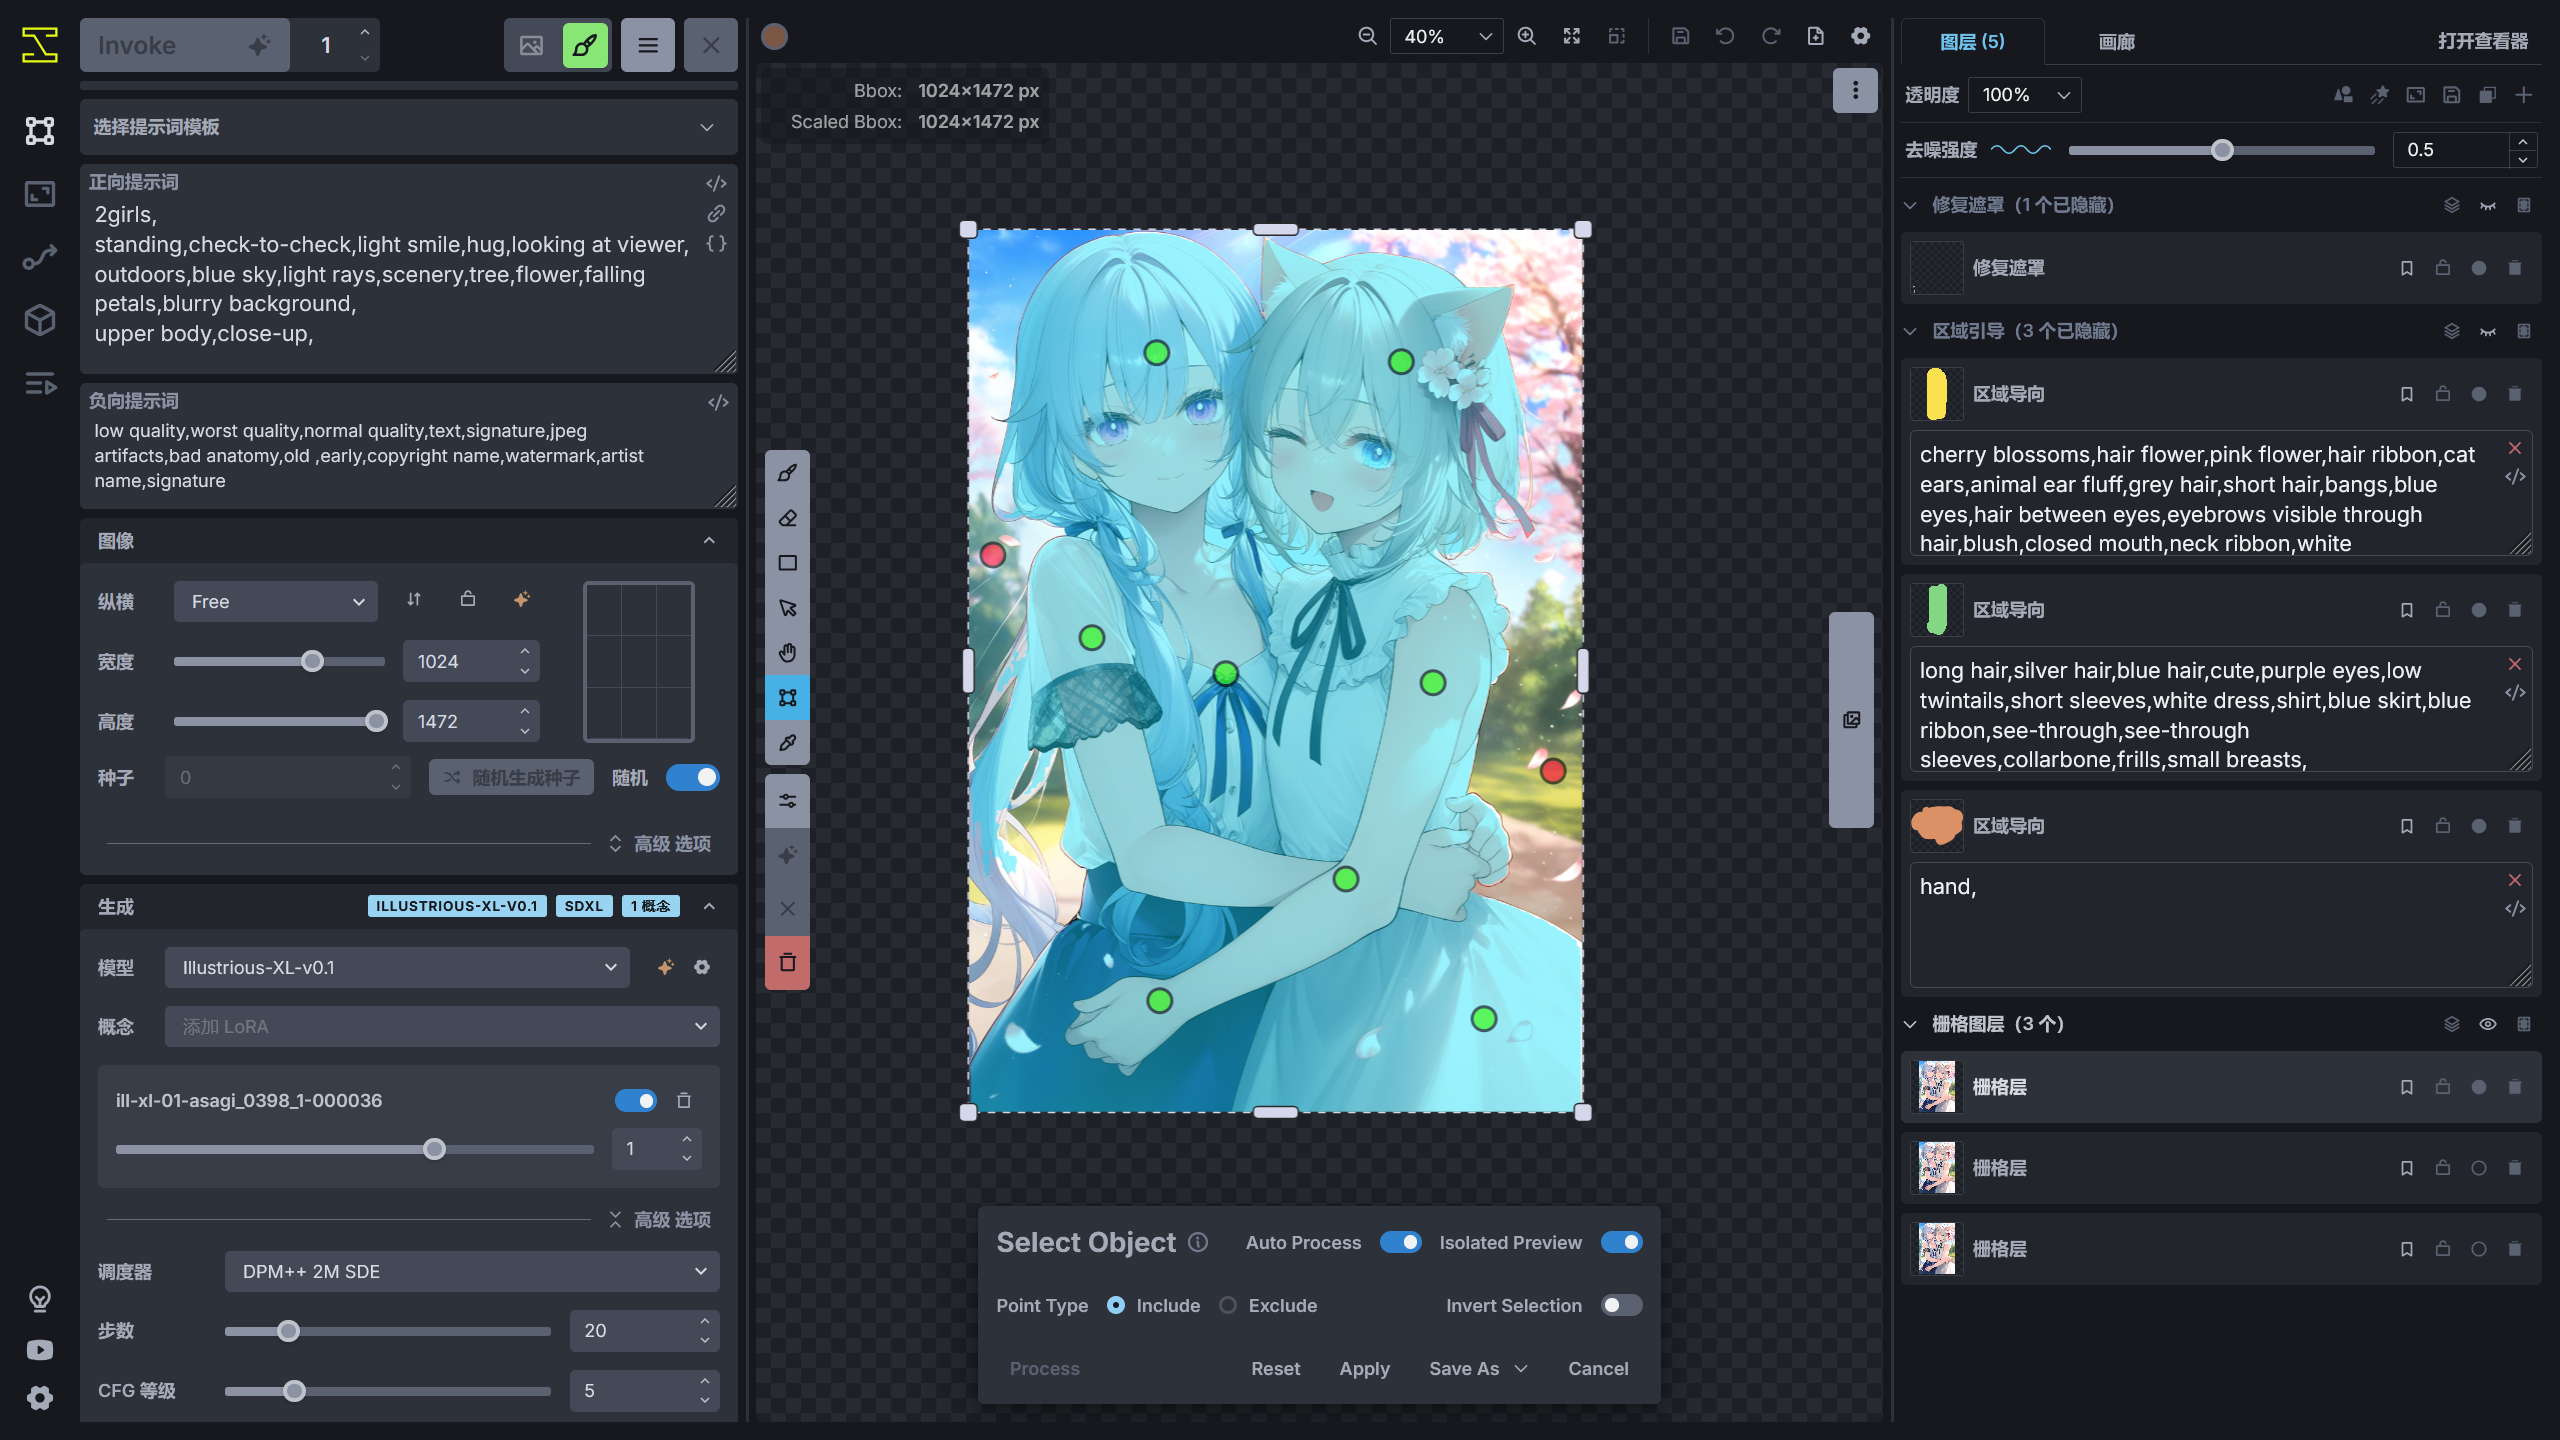 Invoke
1
选择提示词模板
正向提示词
2girls,
standing,check-to-check,light smile,hug,looking at viewer,
outdoors,blue sky,light rays,scenery,tree,flower,falling
petals,blurry background,
upper body,close-up,
负向提示词
low quality,worst quality,normal quality,text,signature,jpeg
artifacts,bad anatomy,old ,early,copyright name,watermark,artist
name,signature
图像
纵横
Free
宽度
1024
高度
1472
种子
0
随机生成种子
随机
高级 选项
生成
ILLUSTRIOUS-XL-V0.1
SDXL
1 概念
模型
Illustrious-XL-v0.1
概念
添加 LoRA
ill-xl-01-asagi_0398_1-000036
1
高级 选项
调度器
DPM++ 2M SDE
步数
20
CFG 等级
5
40%
Bbox: 1024×1472 px
Scaled Bbox: 1024×1472 px
Select Object
Auto Process
Isolated Preview
Point Type
Include
Exclude
Invert Selection
Process
Reset
Apply
Save As
Cancel
图层 (5)
画廊
打开查看器
透明度
100%
去噪强度
0.5
修复遮罩（1 个已隐藏）
修复遮罩
区域引导（3 个已隐藏）
区域导向
cherry blossoms,hair flower,pink flower,hair ribbon,cat
ears,animal ear fluff,grey hair,short hair,bangs,blue
eyes,hair between eyes,eyebrows visible through
hair,blush,closed mouth,neck ribbon,white
区域导向
long hair,silver hair,blue hair,cute,purple eyes,low
twintails,short sleeves,white dress,shirt,blue skirt,blue
ribbon,see-through,see-through
sleeves,collarbone,frills,small breasts,
区域导向
hand,
栅格图层（3 个）
栅格层
栅格层
栅格层